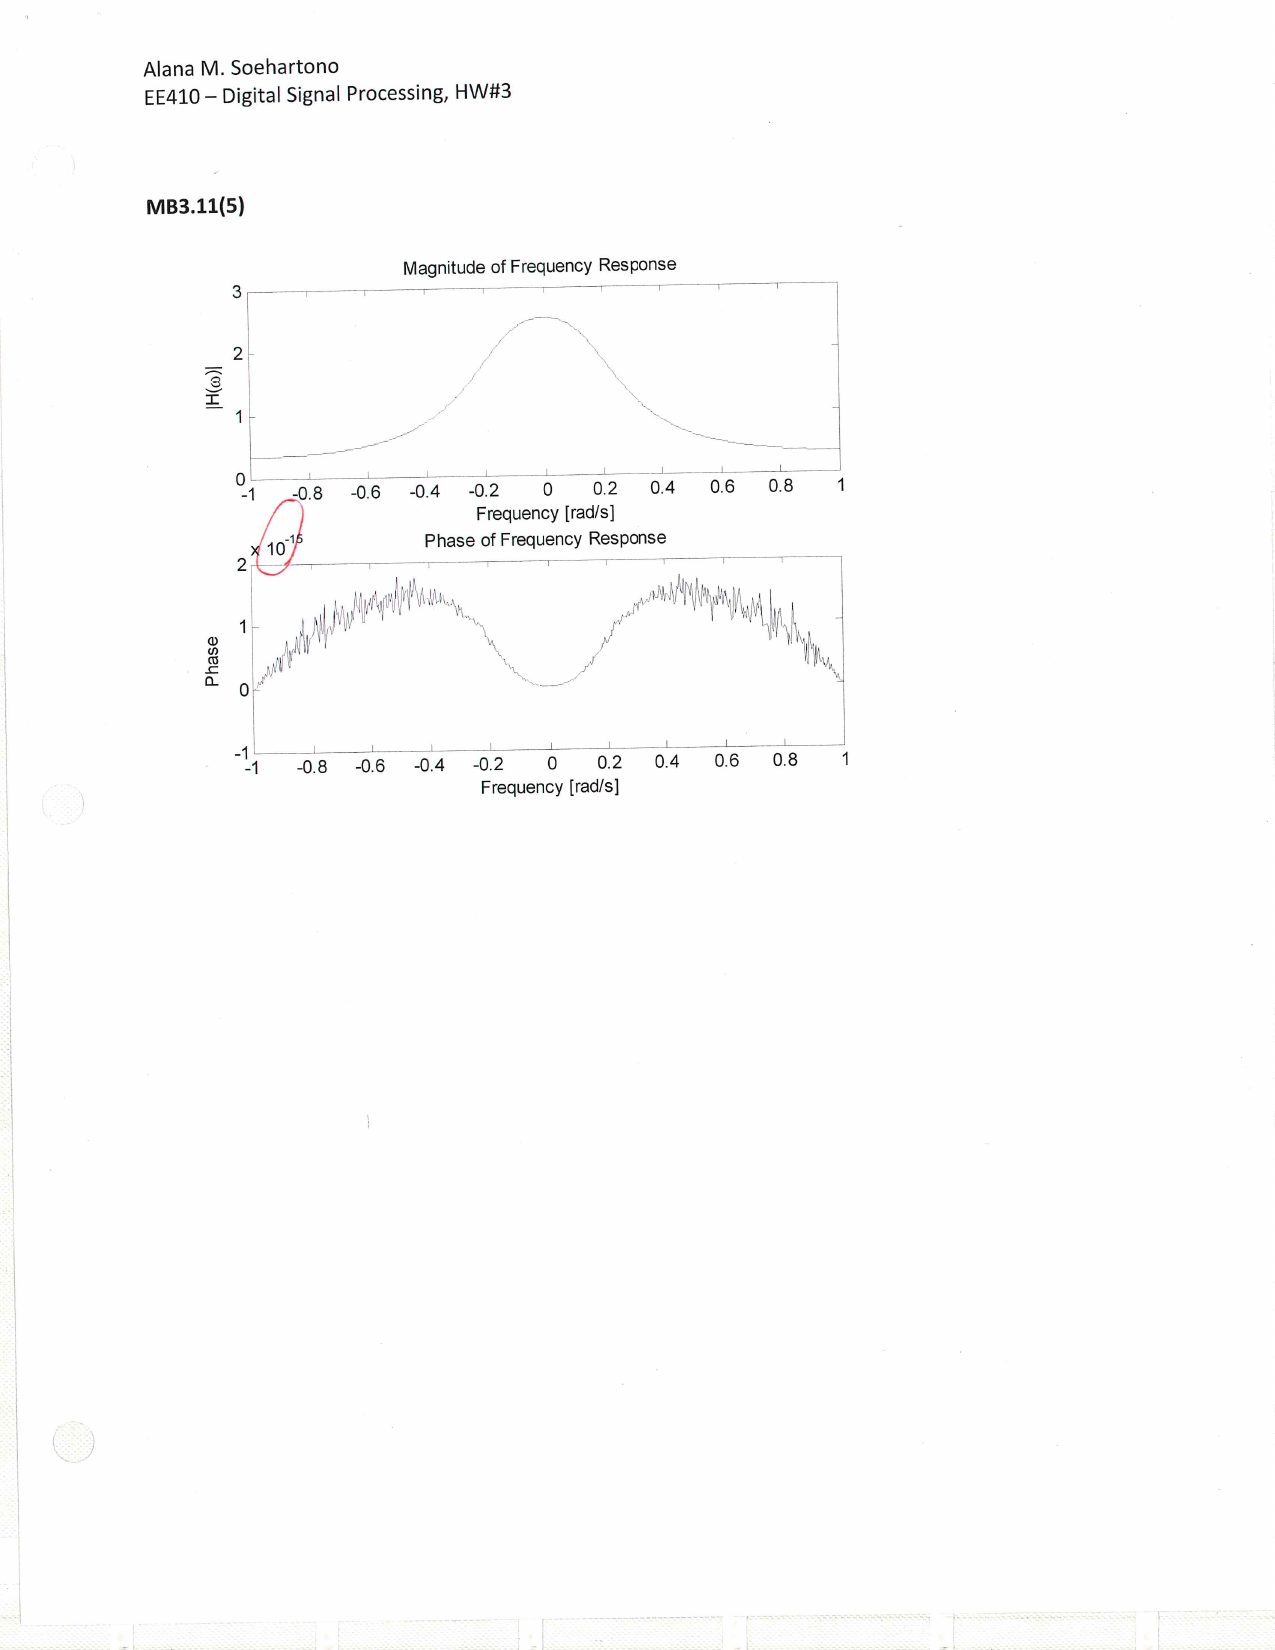 Alana M. Soehartono
EE410 – Digital Signal Processing, HW#3
MB3.11(5)
Magnitude of Frequency Response
3
2
1
0
|H(ω)|
-1 -0.8 -0.6 -0.4 -0.2 0 0.2 0.4 0.6 0.8 1
Frequency [rad/s]
x 10-15
Phase of Frequency Response
2
1
0
-1
Phase
-1 -0.8 -0.6 -0.4 -0.2 0 0.2 0.4 0.6 0.8 1
Frequency [rad/s]